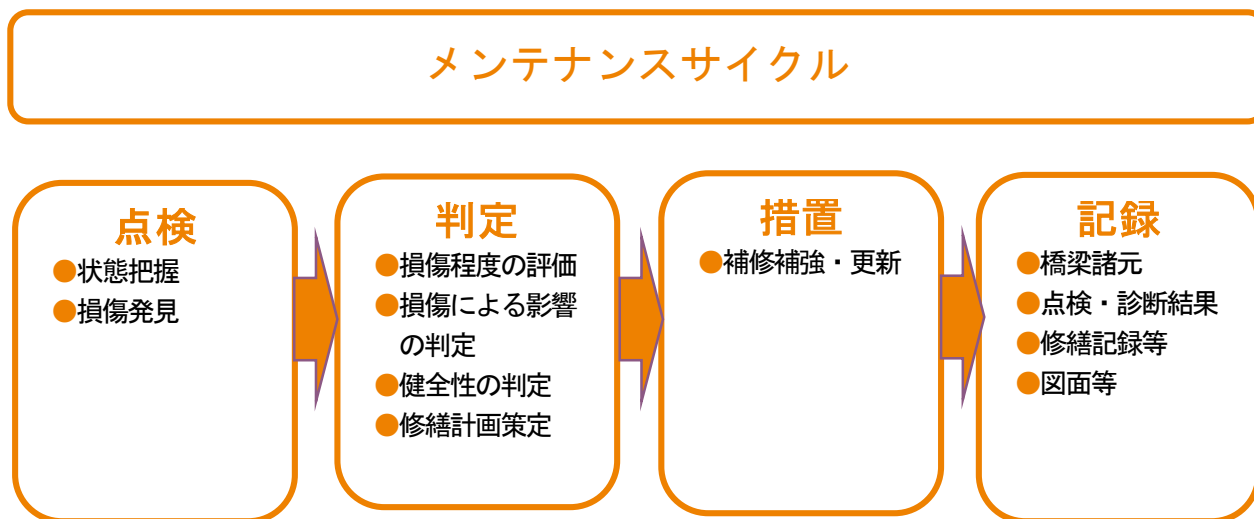 メンテナンスサイクル
点検
●状態把握
●損傷発見
判定
●損傷程度の評価
●損傷による影響
の判定
●健全性の判定
●修繕計画策定
措置
●補修補強・更新
記録
●橋梁諸元
●点検・診断結果
●修繕記録等
●図面等